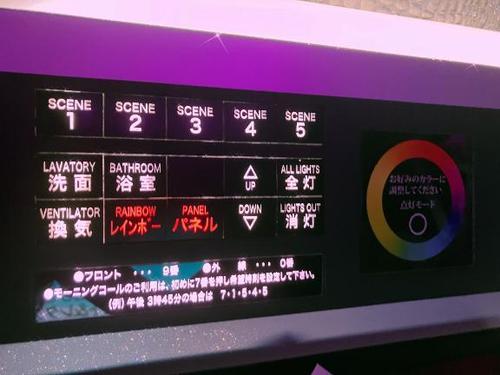 SCENE 1 SCENE 2 SCENE 3 SCENE 4 SCENE 5
LAVATORY 洗面 BATHROOM 浴室 △ UP ALL LIGHTS 全灯
VENTILATOR 換気 RAINBOW レインボー PANEL パネル DOWN ▽ LIGHTS OUT 消灯
●フロント ・・・ 9番 ●外 線 ・・・ 0番
●モーニングコールのご利用は、初めに7番を押し希望時刻を設定して下さい。
(例) 午後 3時45分の場合は 7・1・5・4・5
お好みのカラーに
調整してください
点灯モード